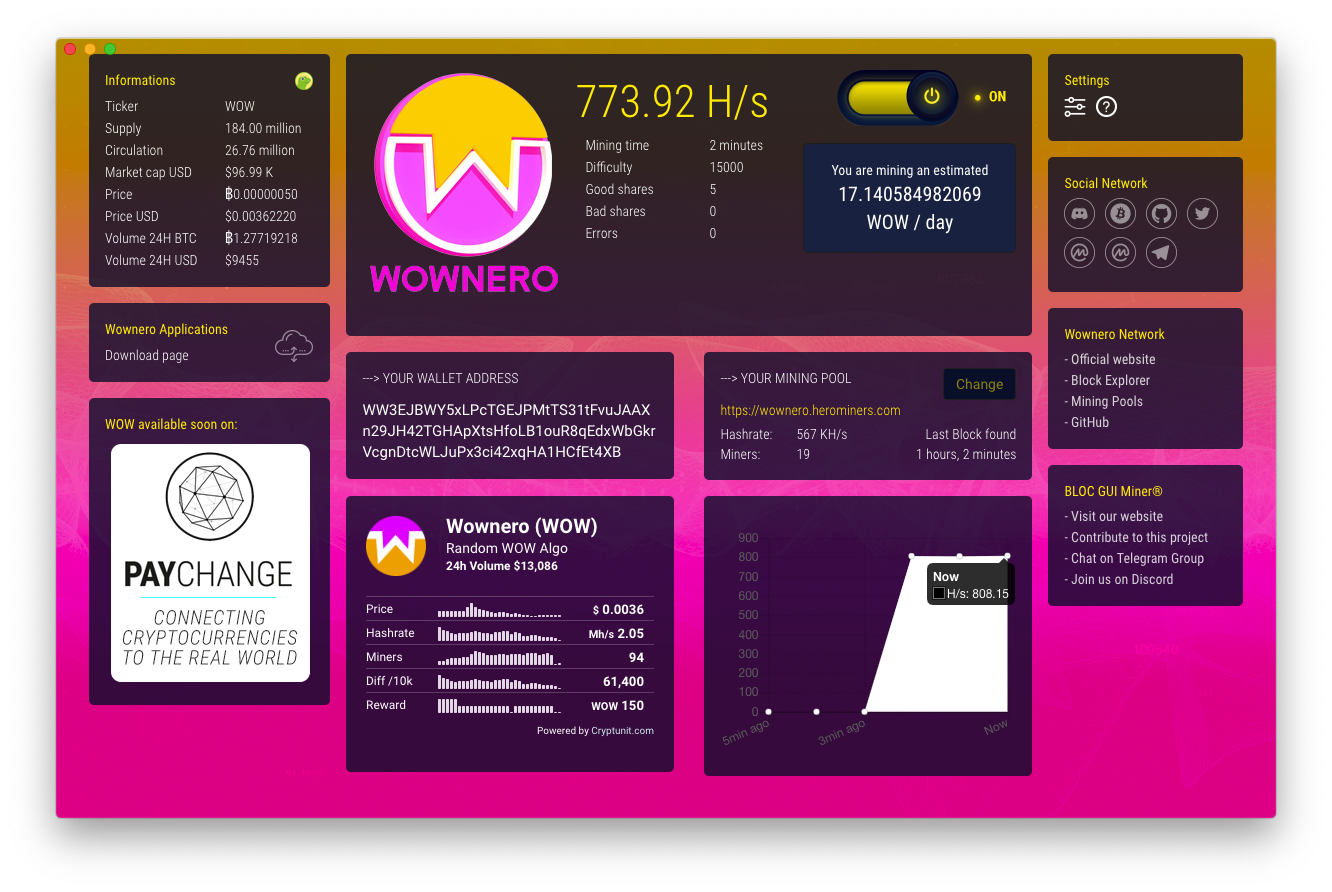 Informations
Ticker WOW
Supply 184.00 million
Circulation 26.76 million
Market cap USD $96.99 K
Price ฿0.00000050
Price USD $0.00362220
Volume 24H BTC ฿1.27719218
Volume 24H USD $9455
Wownero Applications
Download page
WOW available soon on:
PAYCHANGE
CONNECTING
CRYPTOCURRENCIES
TO THE REAL WORLD
WOWNERO
773.92 H/s
Mining time 2 minutes
Difficulty 15000
Good shares 5
Bad shares 0
Errors 0
ON
You are mining an estimated
17.140584982069
WOW / day
---> YOUR WALLET ADDRESS
WW3EJBWY5xLPcTGEJPMtTS31tFvuJAAX
n29JH42TGHApXtsHfoLB1ouR8qEdxWbGkr
VcgnDtcWLJuPx3ci42xqHA1HCfEt4XB
---> YOUR MINING POOL
Change
https://wownero.herominers.com
Hashrate: 567 KH/s Last Block found
Miners: 19 1 hours, 2 minutes
Wownero (WOW)
Random WOW Algo
24h Volume $13,086
Price $ 0.0036
Hashrate Mh/s 2.05
Miners 94
Diff /10k 61,400
Reward WOW 150
Powered by Cryptunit.com
900
800
700
600
500
400
300
200
100
0
5min ago 3min ago Now
Now
H/s: 808.15
Settings
Social Network
Wownero Network
- Official website
- Block Explorer
- Mining Pools
- GitHub
BLOC GUI Miner®
- Visit our website
- Contribute to this project
- Chat on Telegram Group
- Join us on Discord